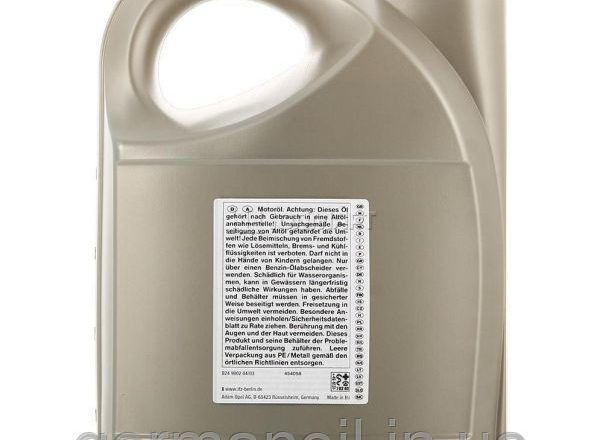 D A Motoröl. Achtung: Dieses Öl
gehört nach Gebrauch in eine Altöl-
annahmestelle! Unsachgemäße Be-
seitigung von Altöl gefährdet die Um-
welt! Jede Beimischung von Fremdstof-
fen wie Lösemitteln, Brems- und Kühl-
flüssigkeiten ist verboten. Darf nicht in
die Hände von Kindern gelangen. Nur
über einen Benzin-Ölabscheider ver-
wenden. Schädlich für Wasserorganis-
men, kann in Gewässern längerfristig
schädliche Wirkungen haben. Abfälle
und Behälter müssen in gesicherter
Weise beseitigt werden. Freisetzung in
die Umwelt vermeiden. Besondere An-
weisungen einholen/Sicherheitsdaten-
blatt zu Rate ziehen. Berührung mit den
Augen und der Haut vermeiden. Dieses
Produkt und seine Behälter der Proble-
mabfallentsorgung zuführen. Leere
Verpackung aus PE/Metall gemäß den
örtlichen Richtlinien entsorgen.
www.lfz-berlin.de
Adam Opel AG, D-65423 Rüsselsheim, Germany
Made in
germanoil.in.ua